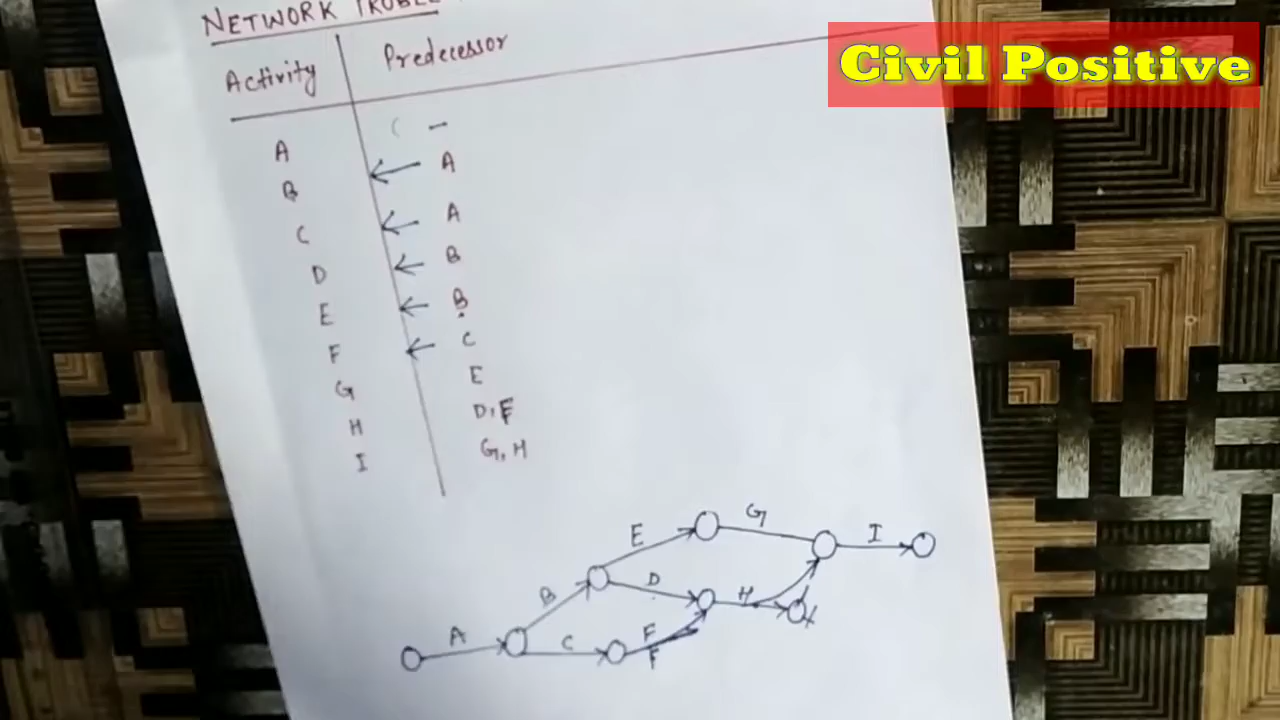 NETWORK
Civil Positive
Activity Predecessor
A -
B A
C A
D B
E B
F C
G E
H D, F
I G, H
E G I
B D H
A C F
F